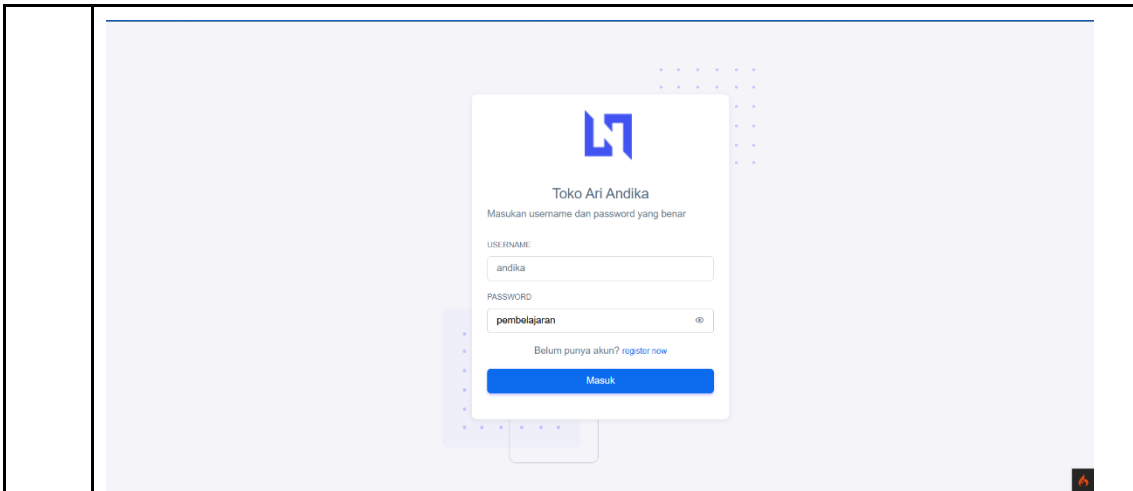 Toko Ari Andika
Masukan username dan password yang benar
USERNAME
andika
PASSWORD
pembelajaran
Belum punya akun? register now
Masuk